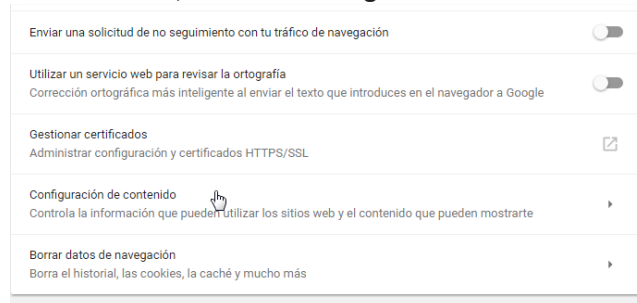 Enviar una solicitud de no seguimiento con tu tráfico de navegación
Utilizar un servicio web para revisar la ortografía
Corrección ortográfica más inteligente al enviar el texto que introduces en el navegador a Google
Gestionar certificados
Administrar configuración y certificados HTTPS/SSL
Configuración de contenido
Controla la información que pueden utilizar los sitios web y el contenido que pueden mostrarte
Borrar datos de navegación
Borra el historial, las cookies, la caché y mucho más